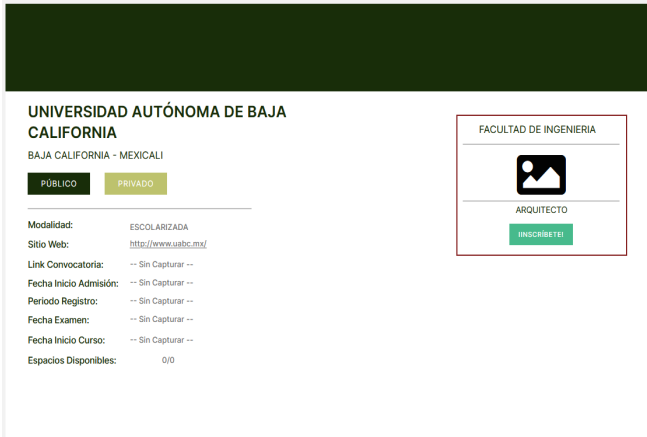 UNIVERSIDAD AUTÓNOMA DE BAJA
CALIFORNIA
BAJA CALIFORNIA - MEXICALI
PÚBLICO PRIVADO
Modalidad: ESCOLARIZADA
Sitio Web: http://www.uabc.mx/
Link Convocatoria: -- Sin Capturar --
Fecha Inicio Admisión: -- Sin Capturar --
Periodo Registro: -- Sin Capturar --
Fecha Examen: -- Sin Capturar --
Fecha Inicio Curso: -- Sin Capturar --
Espacios Disponibles: 0/0
FACULTAD DE INGENIERIA
ARQUITECTO
!INSCRÍBETE!